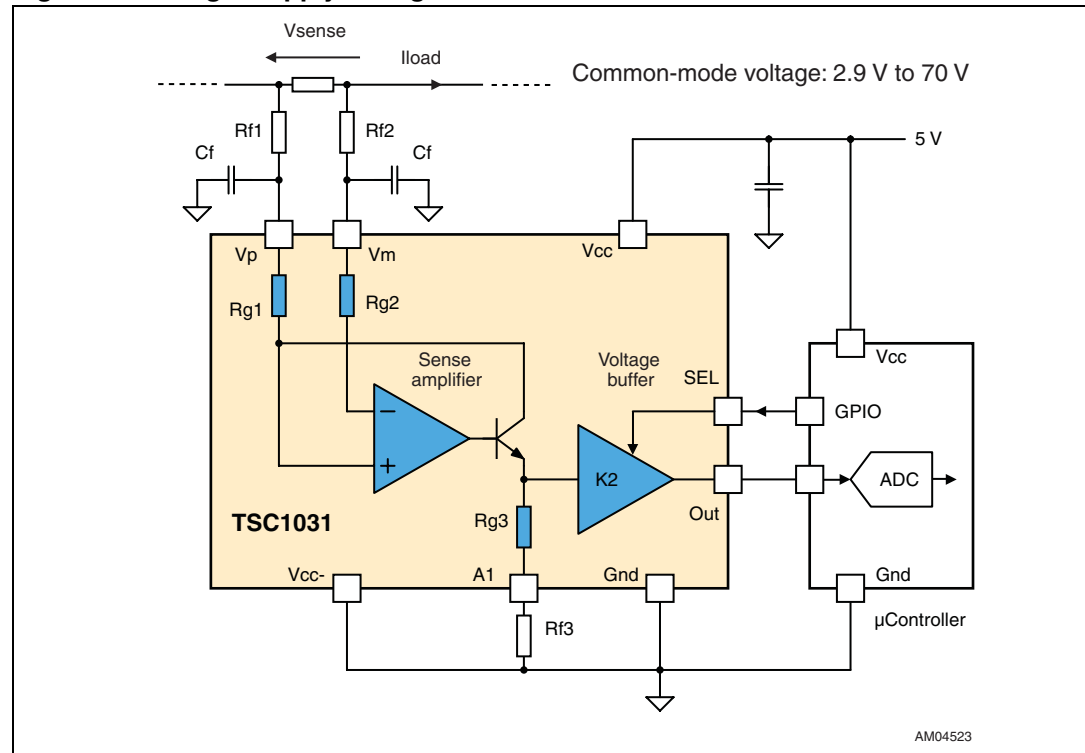 Vsense
Iload
Common-mode voltage: 2.9 V to 70 V
Rf1
Rf2
5 V
Cf
Cf
Vp
Vm
Vcc
Rg1
Rg2
Vcc
Sense
amplifier
Voltage
buffer
SEL
GPIO
−
+
K2
ADC
TSC1031
Rg3
Out
Vcc-
A1
Gnd
Gnd
Rf3
µController
AM04523